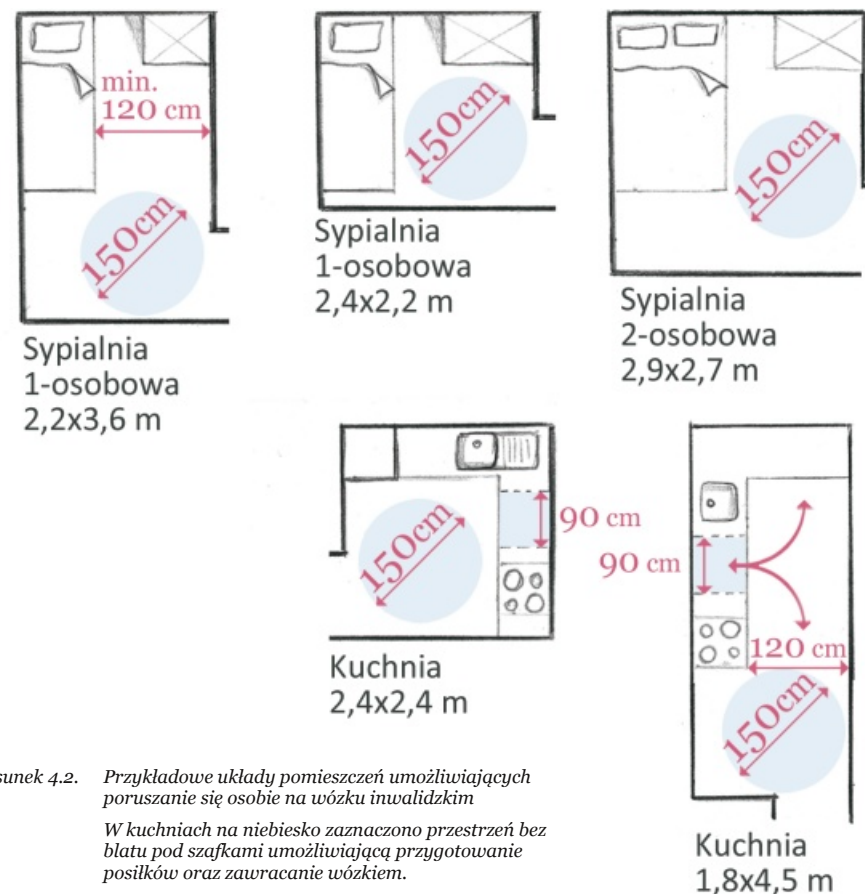 min.
120 cm
150cm
Sypialnia
1-osobowa
2,2x3,6 m
150cm
Sypialnia
1-osobowa
2,4x2,2 m
150cm
Sypialnia
2-osobowa
2,9x2,7 m
150cm
90 cm
Kuchnia
2,4x2,4 m
90 cm
120 cm
150cm
Kuchnia
1,8x4,5 m
sunek 4.2. Przykładowe układy pomieszczeń umożliwiających
poruszanie się osobie na wózku inwalidzkim
W kuchniach na niebiesko zaznaczono przestrzeń bez
blatu pod szafkami umożliwiającą przygotowanie
posiłków oraz zawracanie wózkiem.